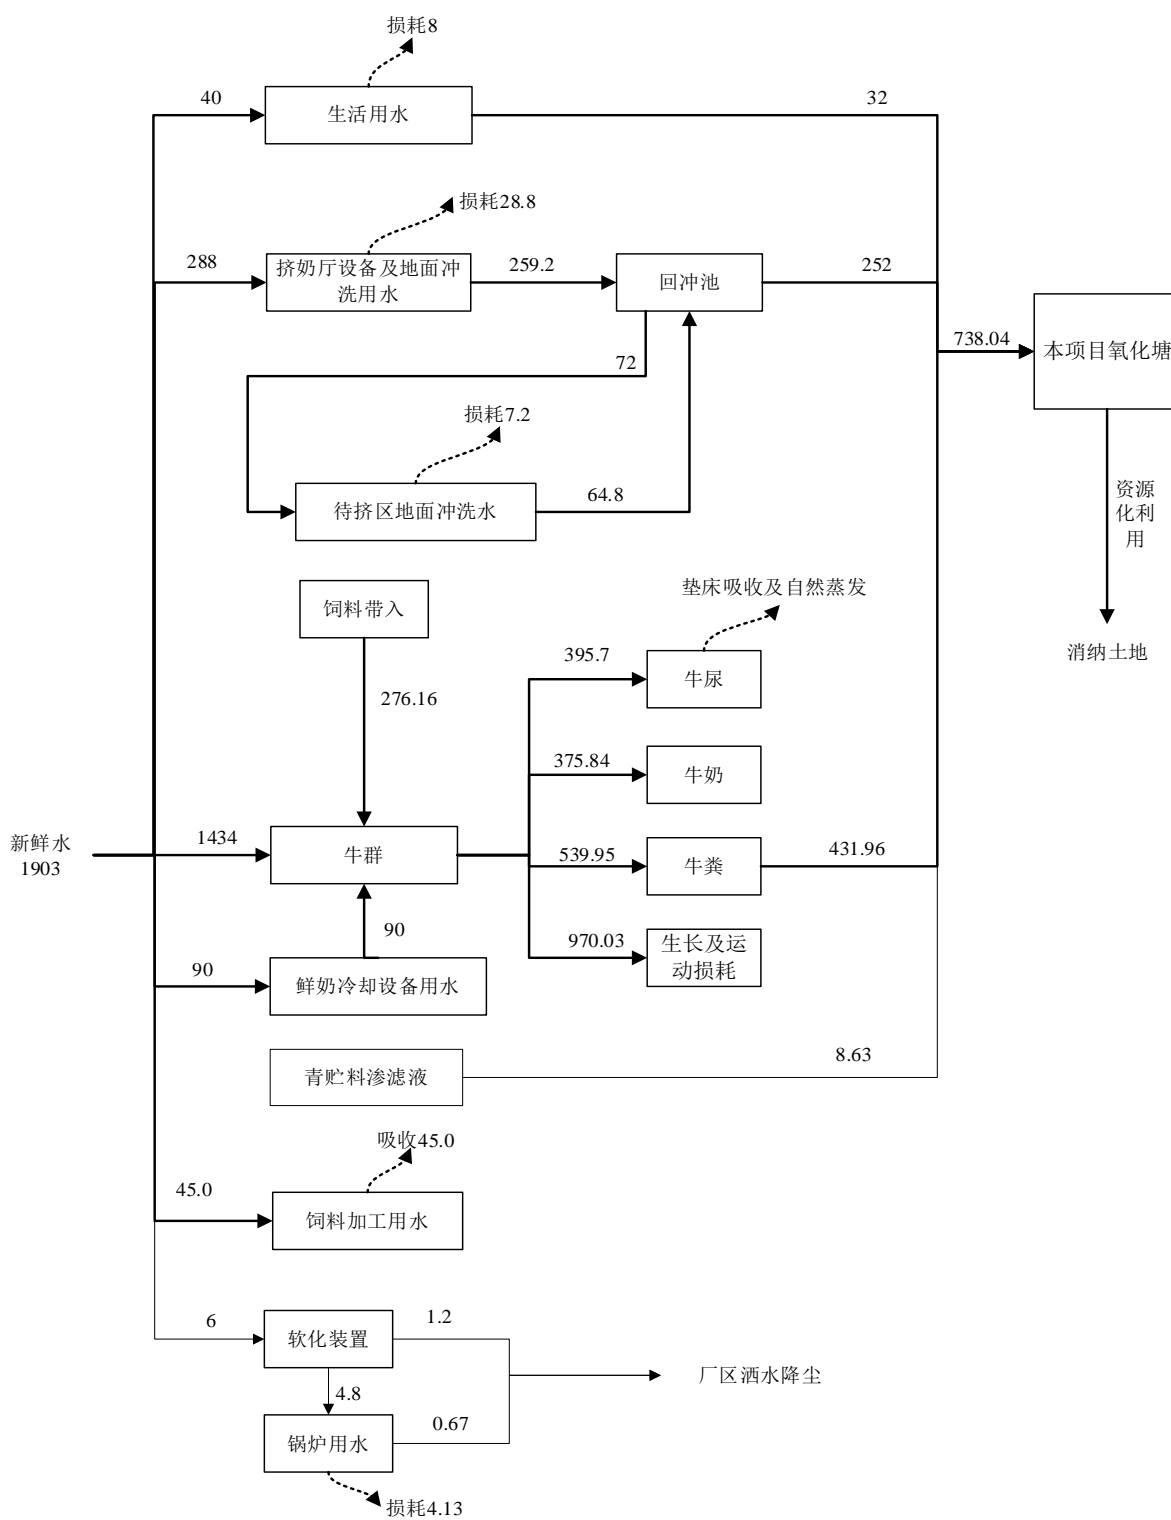 损耗8
40
生活用水
32
损耗28.8
288
挤奶厅设备及地面冲
洗用水
259.2
回冲池
252
738.04
本项目氧化塘
72
损耗7.2
待挤区地面冲洗水
64.8
资源
化利
用
消纳土地
饲料带入
276.16
垫床吸收及自然蒸发
395.7
牛尿
375.84
牛奶
新鲜水
1903
1434
牛群
539.95
牛粪
431.96
90
970.03
生长及运
动损耗
90
鲜奶冷却设备用水
青贮料渗滤液
8.63
吸收45.0
45.0
饲料加工用水
6
软化装置
1.2
4.8
厂区洒水降尘
锅炉用水
0.67
损耗4.13